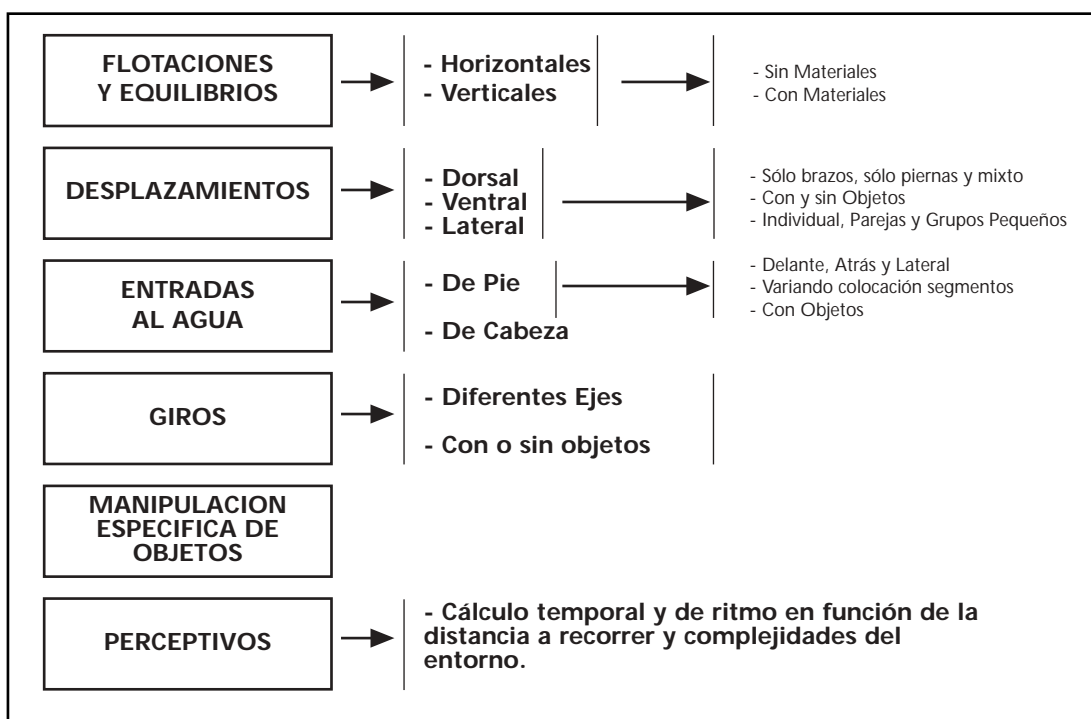 FLOTACIONES
Y EQUILIBRIOS
- Horizontales
- Verticales
- Sin Materiales
- Con Materiales
DESPLAZAMIENTOS
- Dorsal
- Ventral
- Lateral
- Sólo brazos, sólo piernas y mixto
- Con y sin Objetos
- Individual, Parejas y Grupos Pequeños
ENTRADAS
AL AGUA
- De Pie
- De Cabeza
- Delante, Atrás y Lateral
- Variando colocación segmentos
- Con Objetos
GIROS
- Diferentes Ejes
- Con o sin objetos
MANIPULACION
ESPECIFICA DE
OBJETOS
PERCEPTIVOS
- Cálculo temporal y de ritmo en función de la
distancia a recorrer y complejidades del
entorno.